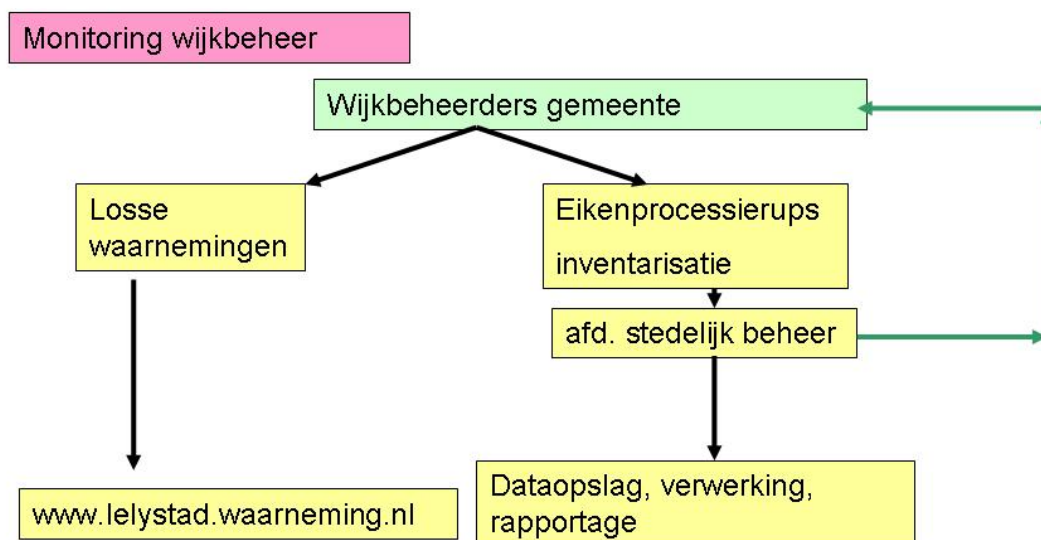 Monitoring wijkbeheer
Wijkbeheerders gemeente
Losse
waarnemingen
Eikenprocessierups
inventarisatie
afd. stedelijk beheer
www.lelystad.waarneming.nl
Dataopslag, verwerking,
rapportage